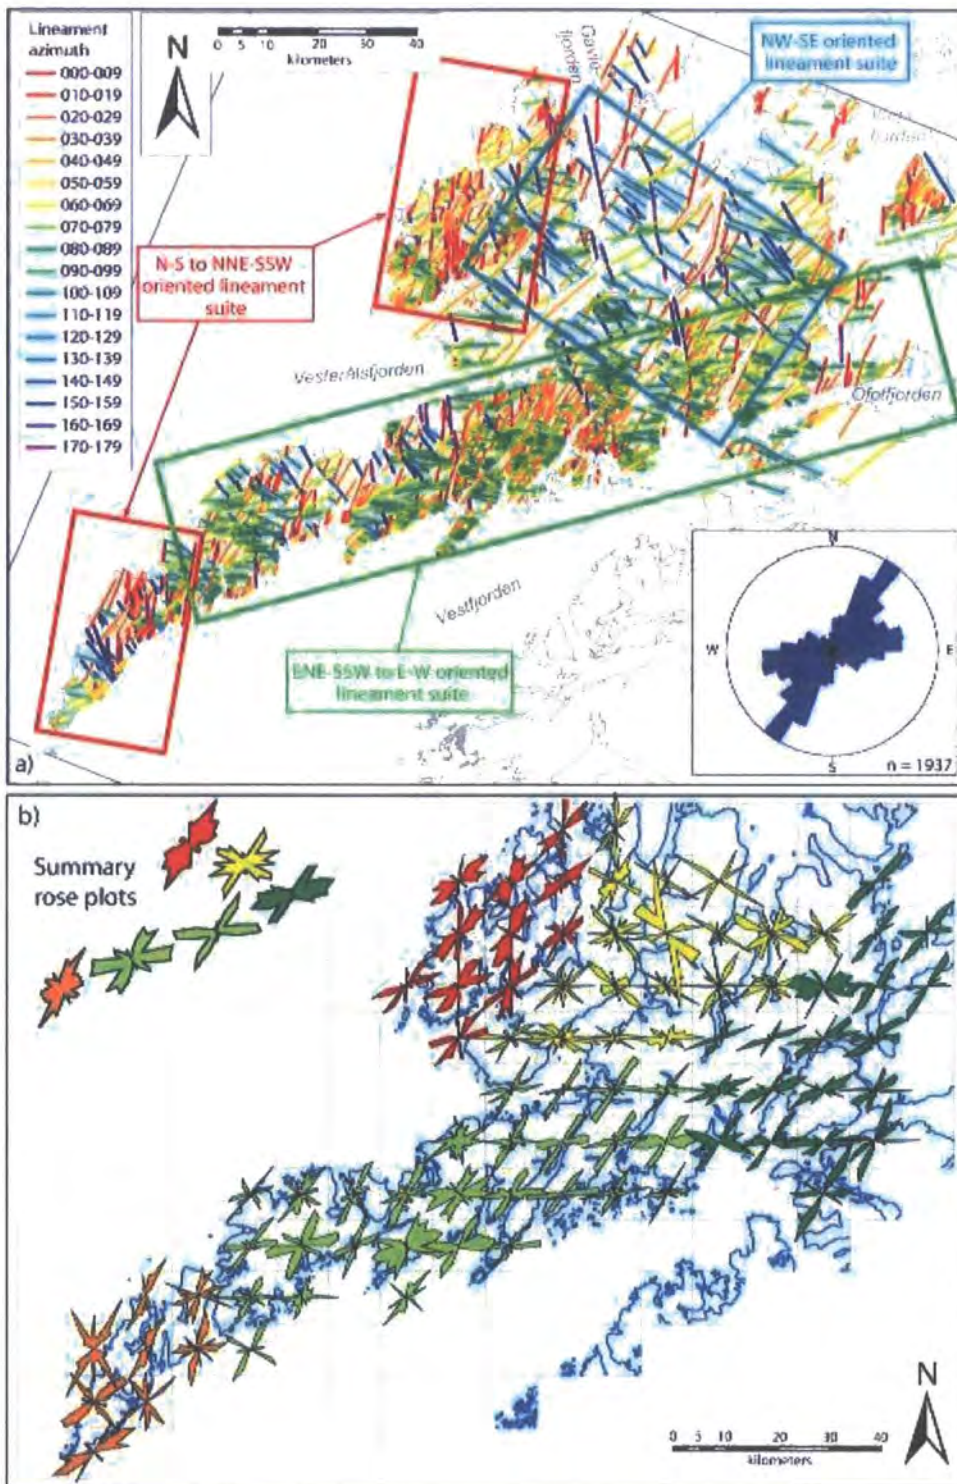 Lineament
azimuth
000-009
010-019
020-029
030-039
040-049
050-059
060-069
070-079
080-089
090-099
100-109
110-119
120-129
130-139
140-149
150-159
160-169
170-179
N
0 5 10 20 30 40
kilometers
Gavle
fjorden
NW-SE oriented
lineament suite
N-S to NNE-SSW
oriented lineament
suite
Vesterålsfjorden
Ofotfjorden
Vestfjorden
ENE-SSW to E-W oriented
lineament suite
N
W
E
S
n = 1937
a)
b)
Summary
rose plots
N
0 5 10 20 30 40
kilometers